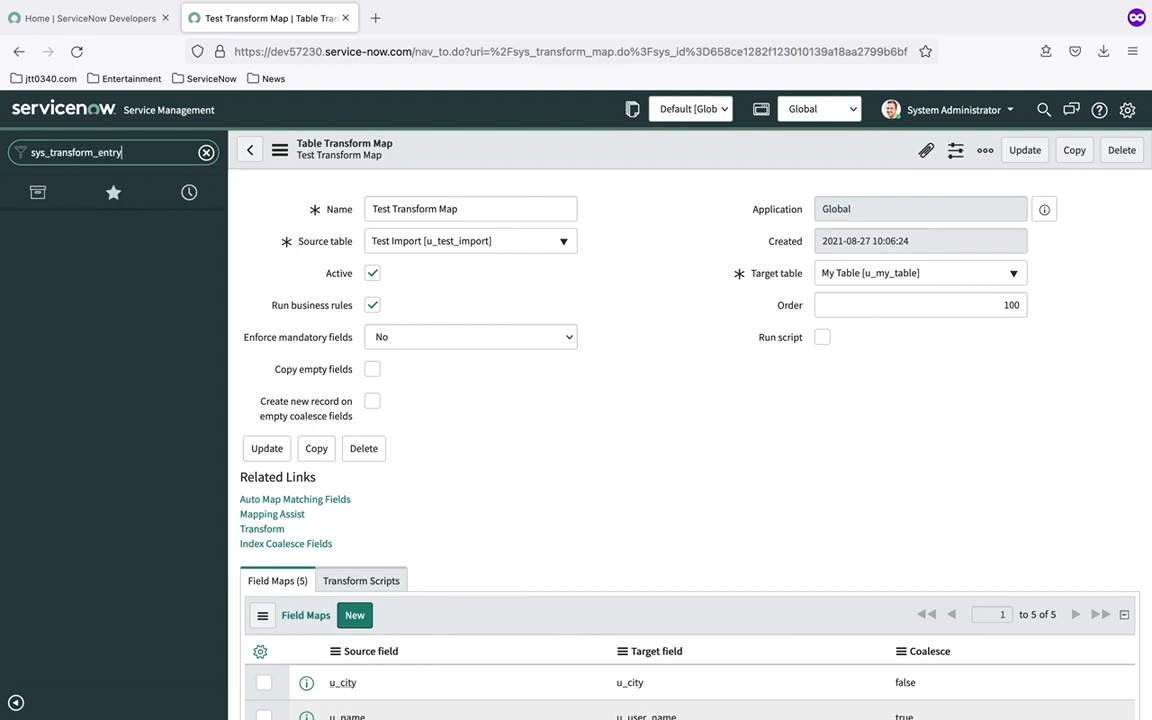 Home | ServiceNow Developers
Test Transform Map | Table Tran
https://dev57230.service-now.com/nav_to.do?uri=%2Fsys_transform_map.do%3Fsys_id%3D658ce1282f123010139a18aa2799b6bf
jtt0340.com Entertainment ServiceNow News
servicenow Service Management
Default [Glob Global System Administrator
sys_transform_entry
Table Transform Map
Test Transform Map
Update Copy Delete
Name Test Transform Map Application Global
Source table Test Import [u_test_import] Created 2021-08-27 10:06:24
Active Target table My Table [u_my_table]
Run business rules Order 100
Enforce mandatory fields No Run script
Copy empty fields
Create new record on
empty coalesce fields
Update Copy Delete
Related Links
Auto Map Matching Fields
Mapping Assist
Transform
Index Coalesce Fields
Field Maps (5) Transform Scripts
Field Maps New 1 to 5 of 5
Source field Target field Coalesce
u_city u_city false
u_name u_user_name true